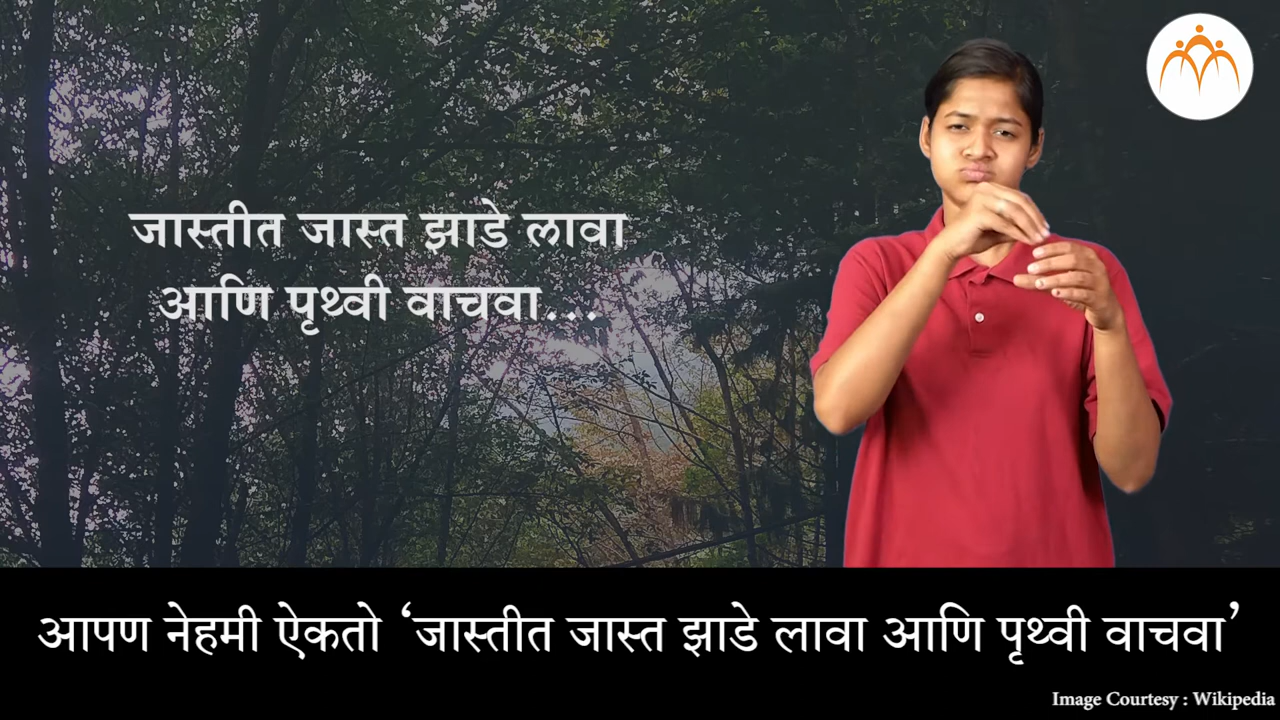 जास्तीत जास्त झाडे लावा
आणि पृथ्वी वाचवा...
आपण नेहमी ऐकतो ‘जास्तीत जास्त झाडे लावा आणि पृथ्वी वाचवा’
Image Courtesy : Wikipedia